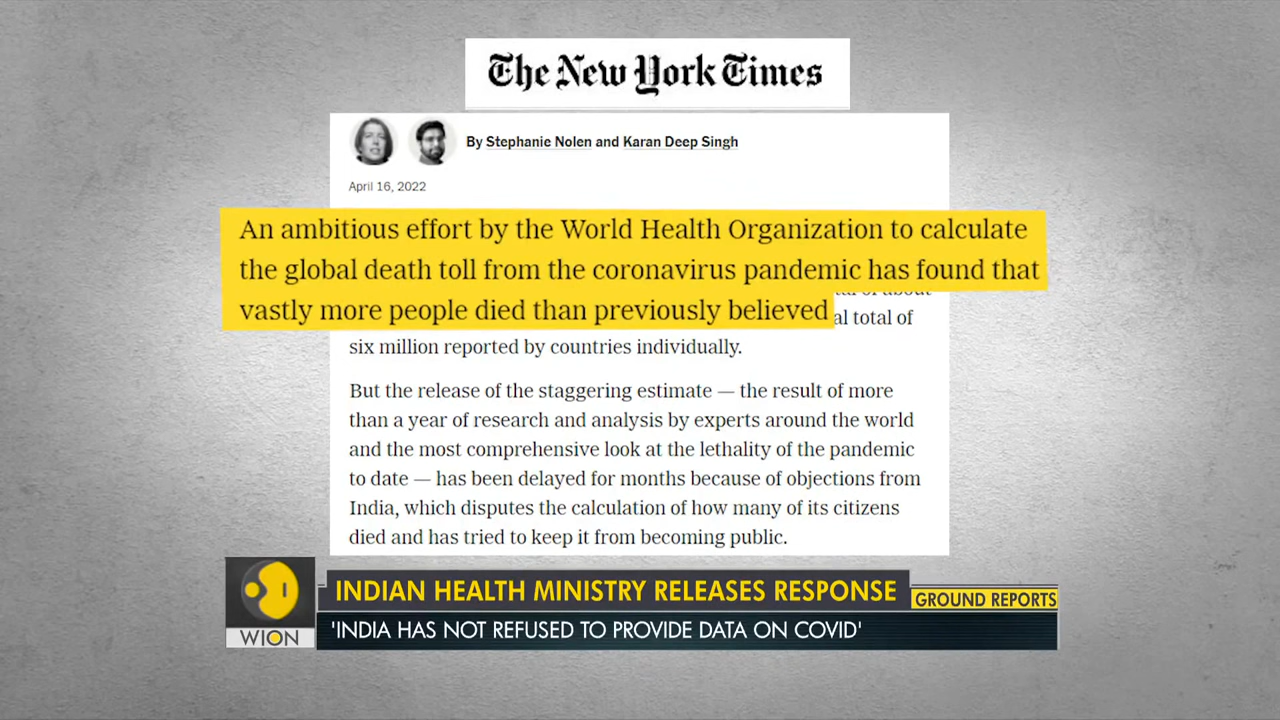 The New York Times
By Stephanie Nolen and Karan Deep Singh
April 16, 2022
An ambitious effort by the World Health Organization to calculate
the global death toll from the coronavirus pandemic has found that
vastly more people died than previously believed
al total of
six million reported by countries individually.
But the release of the staggering estimate — the result of more
than a year of research and analysis by experts around the world
and the most comprehensive look at the lethality of the pandemic
to date — has been delayed for months because of objections from
India, which disputes the calculation of how many of its citizens
died and has tried to keep it from becoming public.
INDIAN HEALTH MINISTRY RELEASES RESPONSE
GROUND REPORTS
WION
'INDIA HAS NOT REFUSED TO PROVIDE DATA ON COVID'